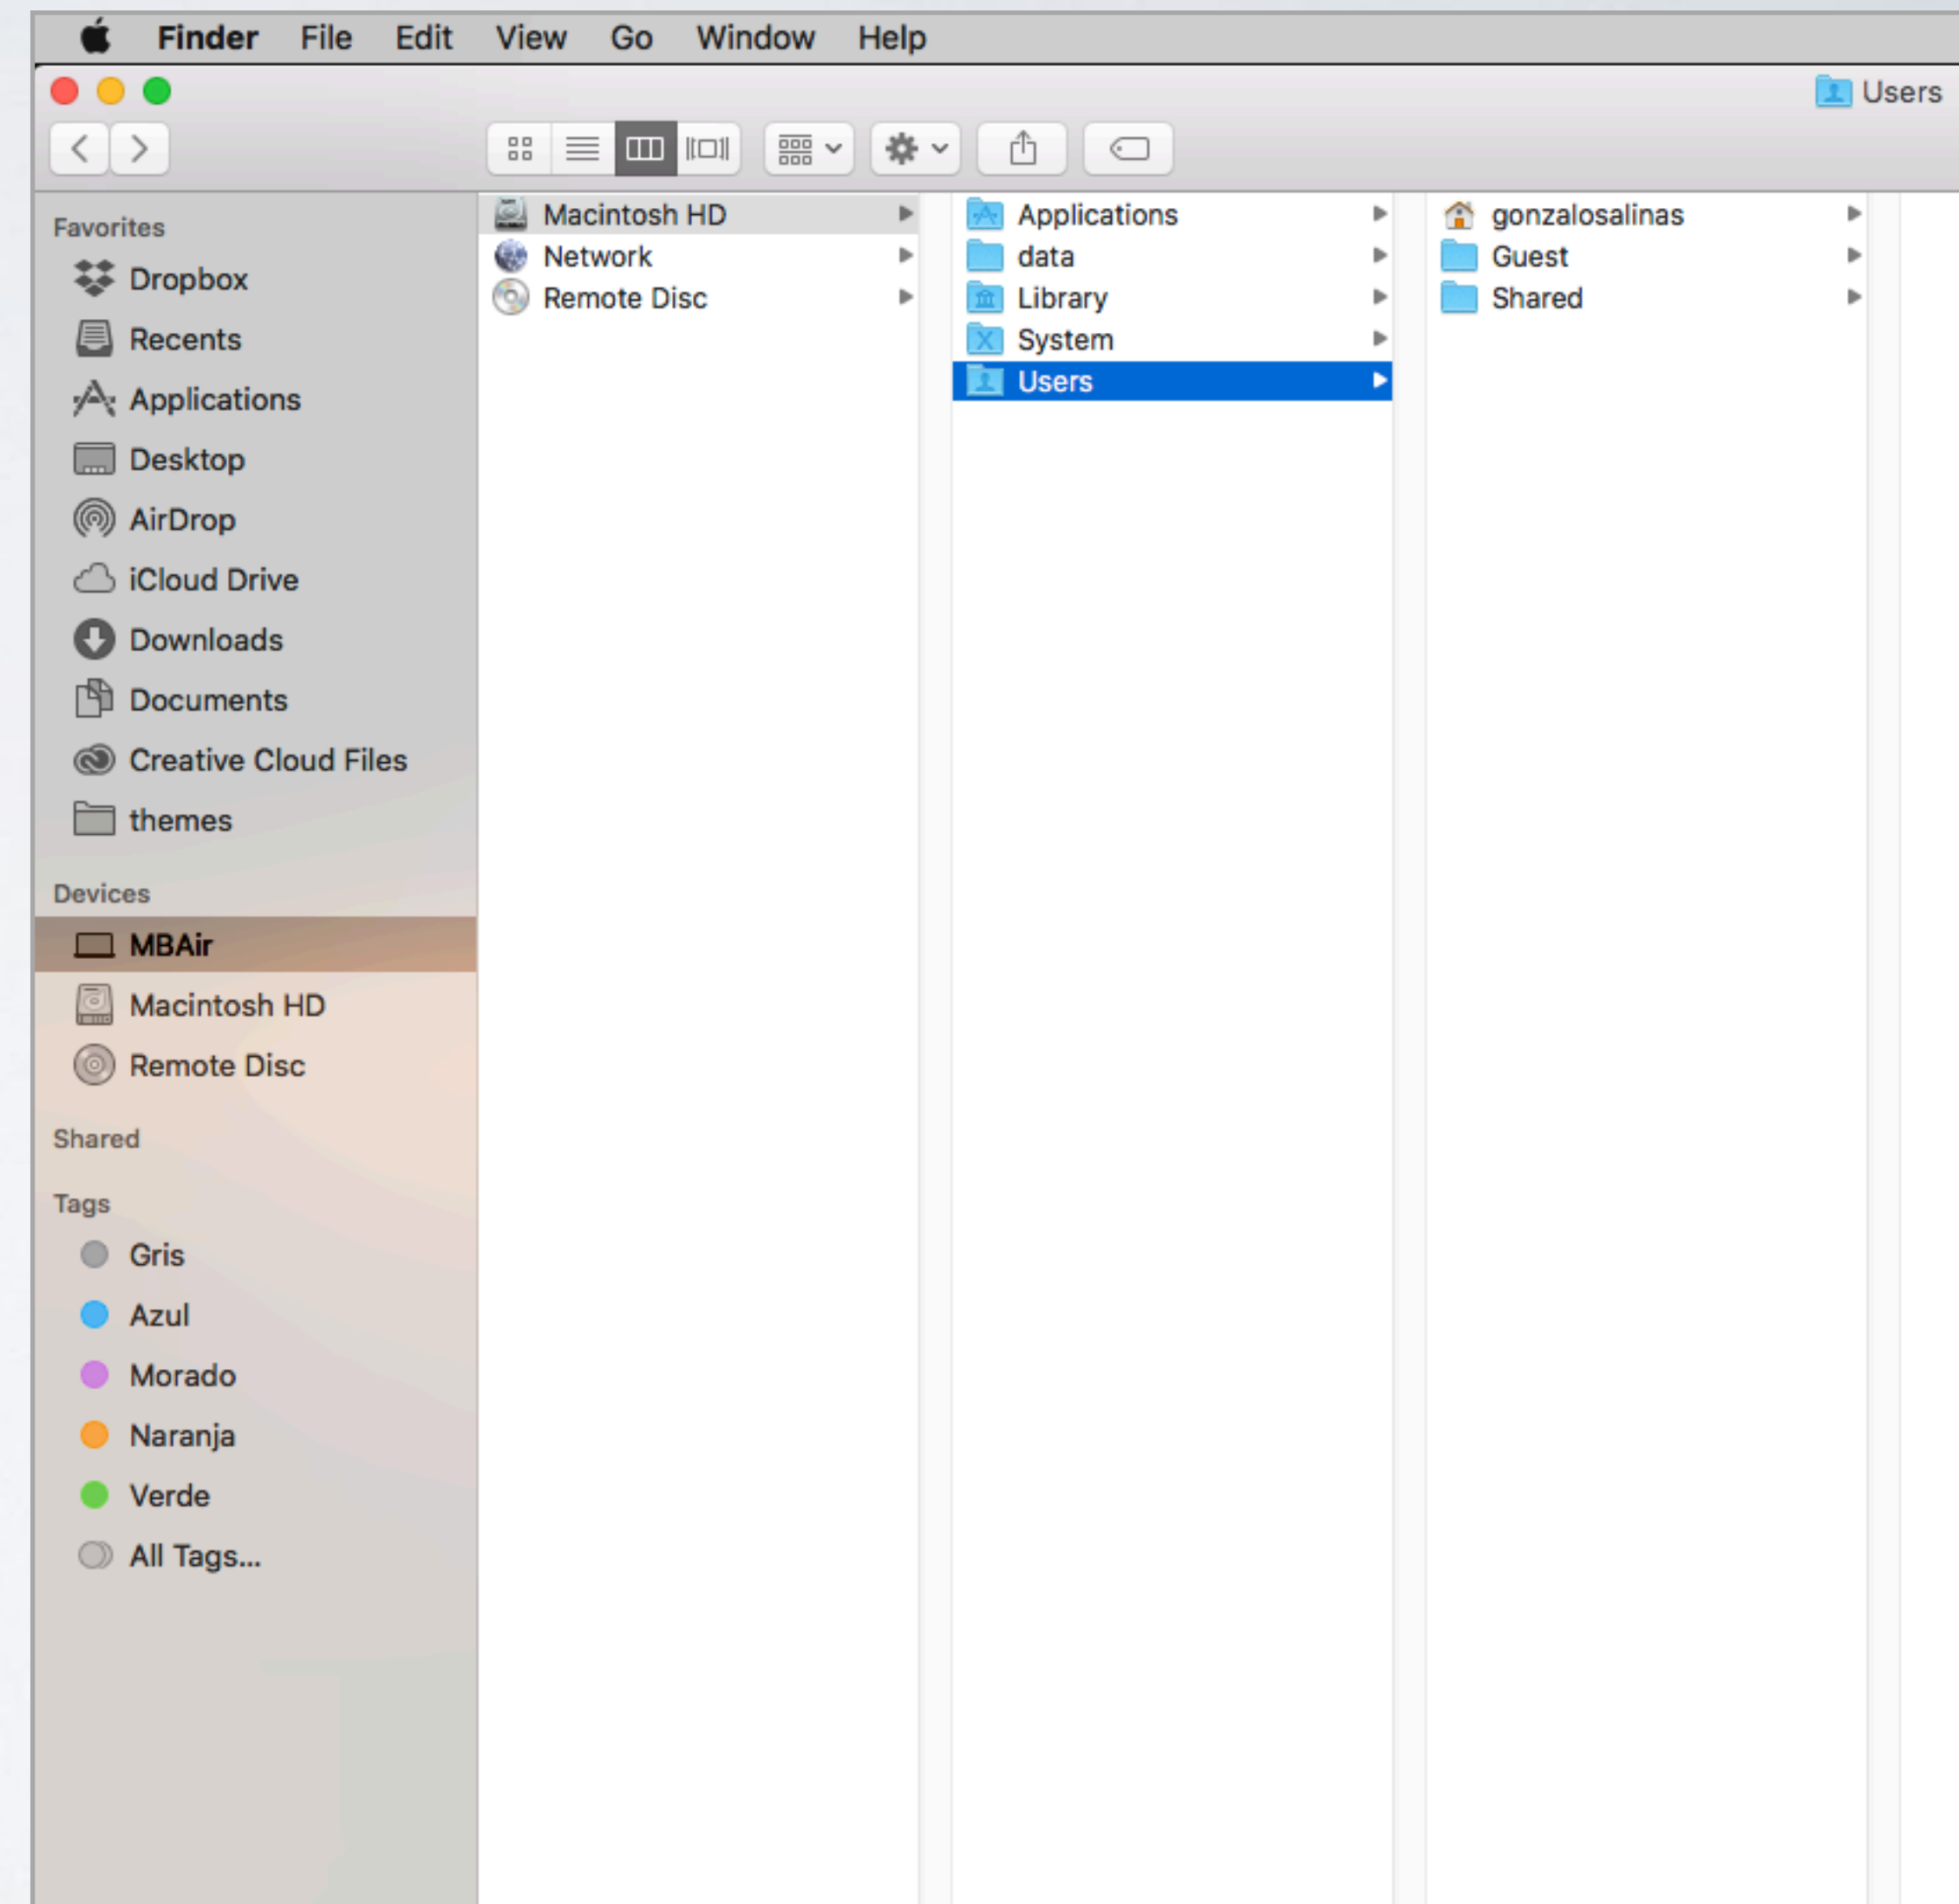 Finder File Edit View Go Window Help
Users
Favorites
Dropbox
Recents
Applications
Desktop
AirDrop
iCloud Drive
Downloads
Documents
Creative Cloud Files
themes
Devices
MBAir
Macintosh HD
Remote Disc
Shared
Tags
Gris
Azul
Morado
Naranja
Verde
All Tags...
Macintosh HD
Network
Remote Disc
Applications
data
Library
System
Users
gonzalosalinas
Guest
Shared